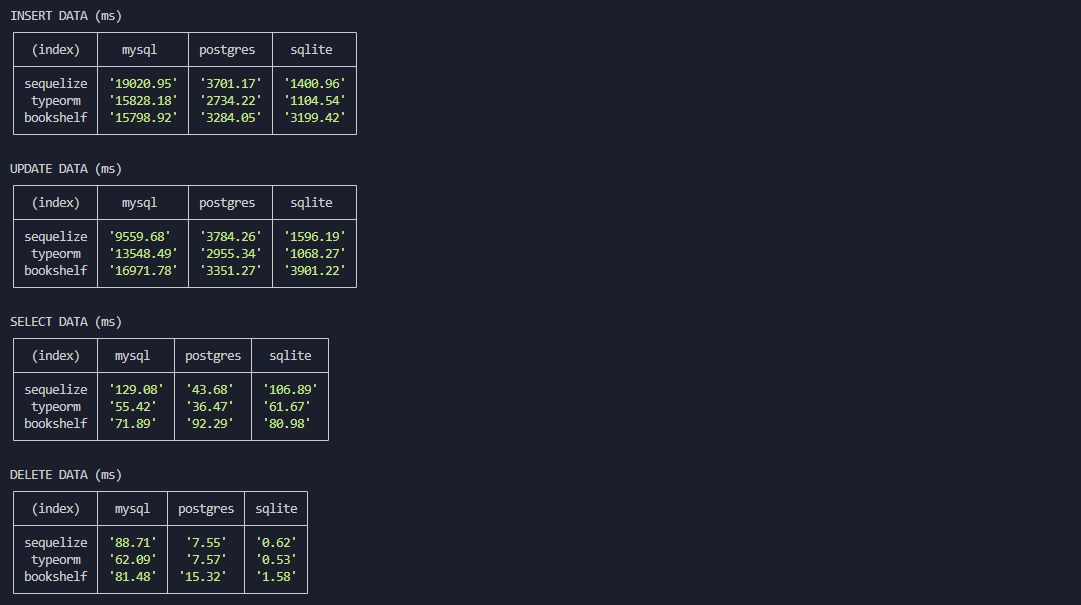 INSERT DATA (ms)
(index) mysql postgres sqlite
sequelize '19020.95' '3701.17' '1400.96'
typeorm '15828.18' '2734.22' '1104.54'
bookshelf '15798.92' '3284.05' '3199.42'
UPDATE DATA (ms)
(index) mysql postgres sqlite
sequelize '9559.68' '3784.26' '1596.19'
typeorm '13548.49' '2955.34' '1068.27'
bookshelf '16971.78' '3351.27' '3901.22'
SELECT DATA (ms)
(index) mysql postgres sqlite
sequelize '129.08' '43.68' '106.89'
typeorm '55.42' '36.47' '61.67'
bookshelf '71.89' '92.29' '80.98'
DELETE DATA (ms)
(index) mysql postgres sqlite
sequelize '88.71' '7.55' '0.62'
typeorm '62.09' '7.57' '0.53'
bookshelf '81.48' '15.32' '1.58'